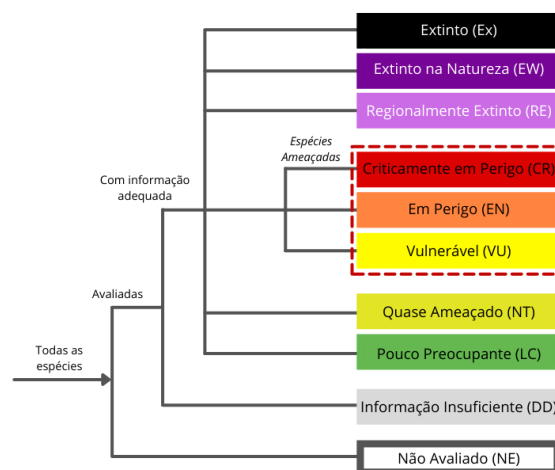 Extinto (Ex)
Extinto na Natureza (EW)
Regionalmente Extinto (RE)
Espécies
Ameaçadas
Criticamente em Perigo (CR)
Com informação
adequada
Em Perigo (EN)
Vulnerável (VU)
Avaliadas
Quase Ameaçado (NT)
Todas as
espécies
Pouco Preocupante (LC)
Informação Insuficiente (DD)
Não Avaliado (NE)